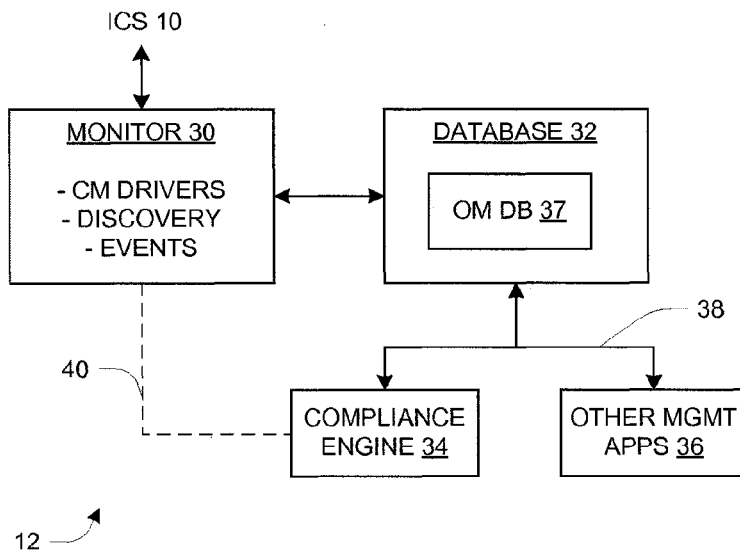 ICS 10
MONITOR 30
- CM DRIVERS
- DISCOVERY
- EVENTS
DATABASE 32
OM DB 37
38
40
COMPLIANCE
ENGINE 34
OTHER MGMT
APPS 36
12